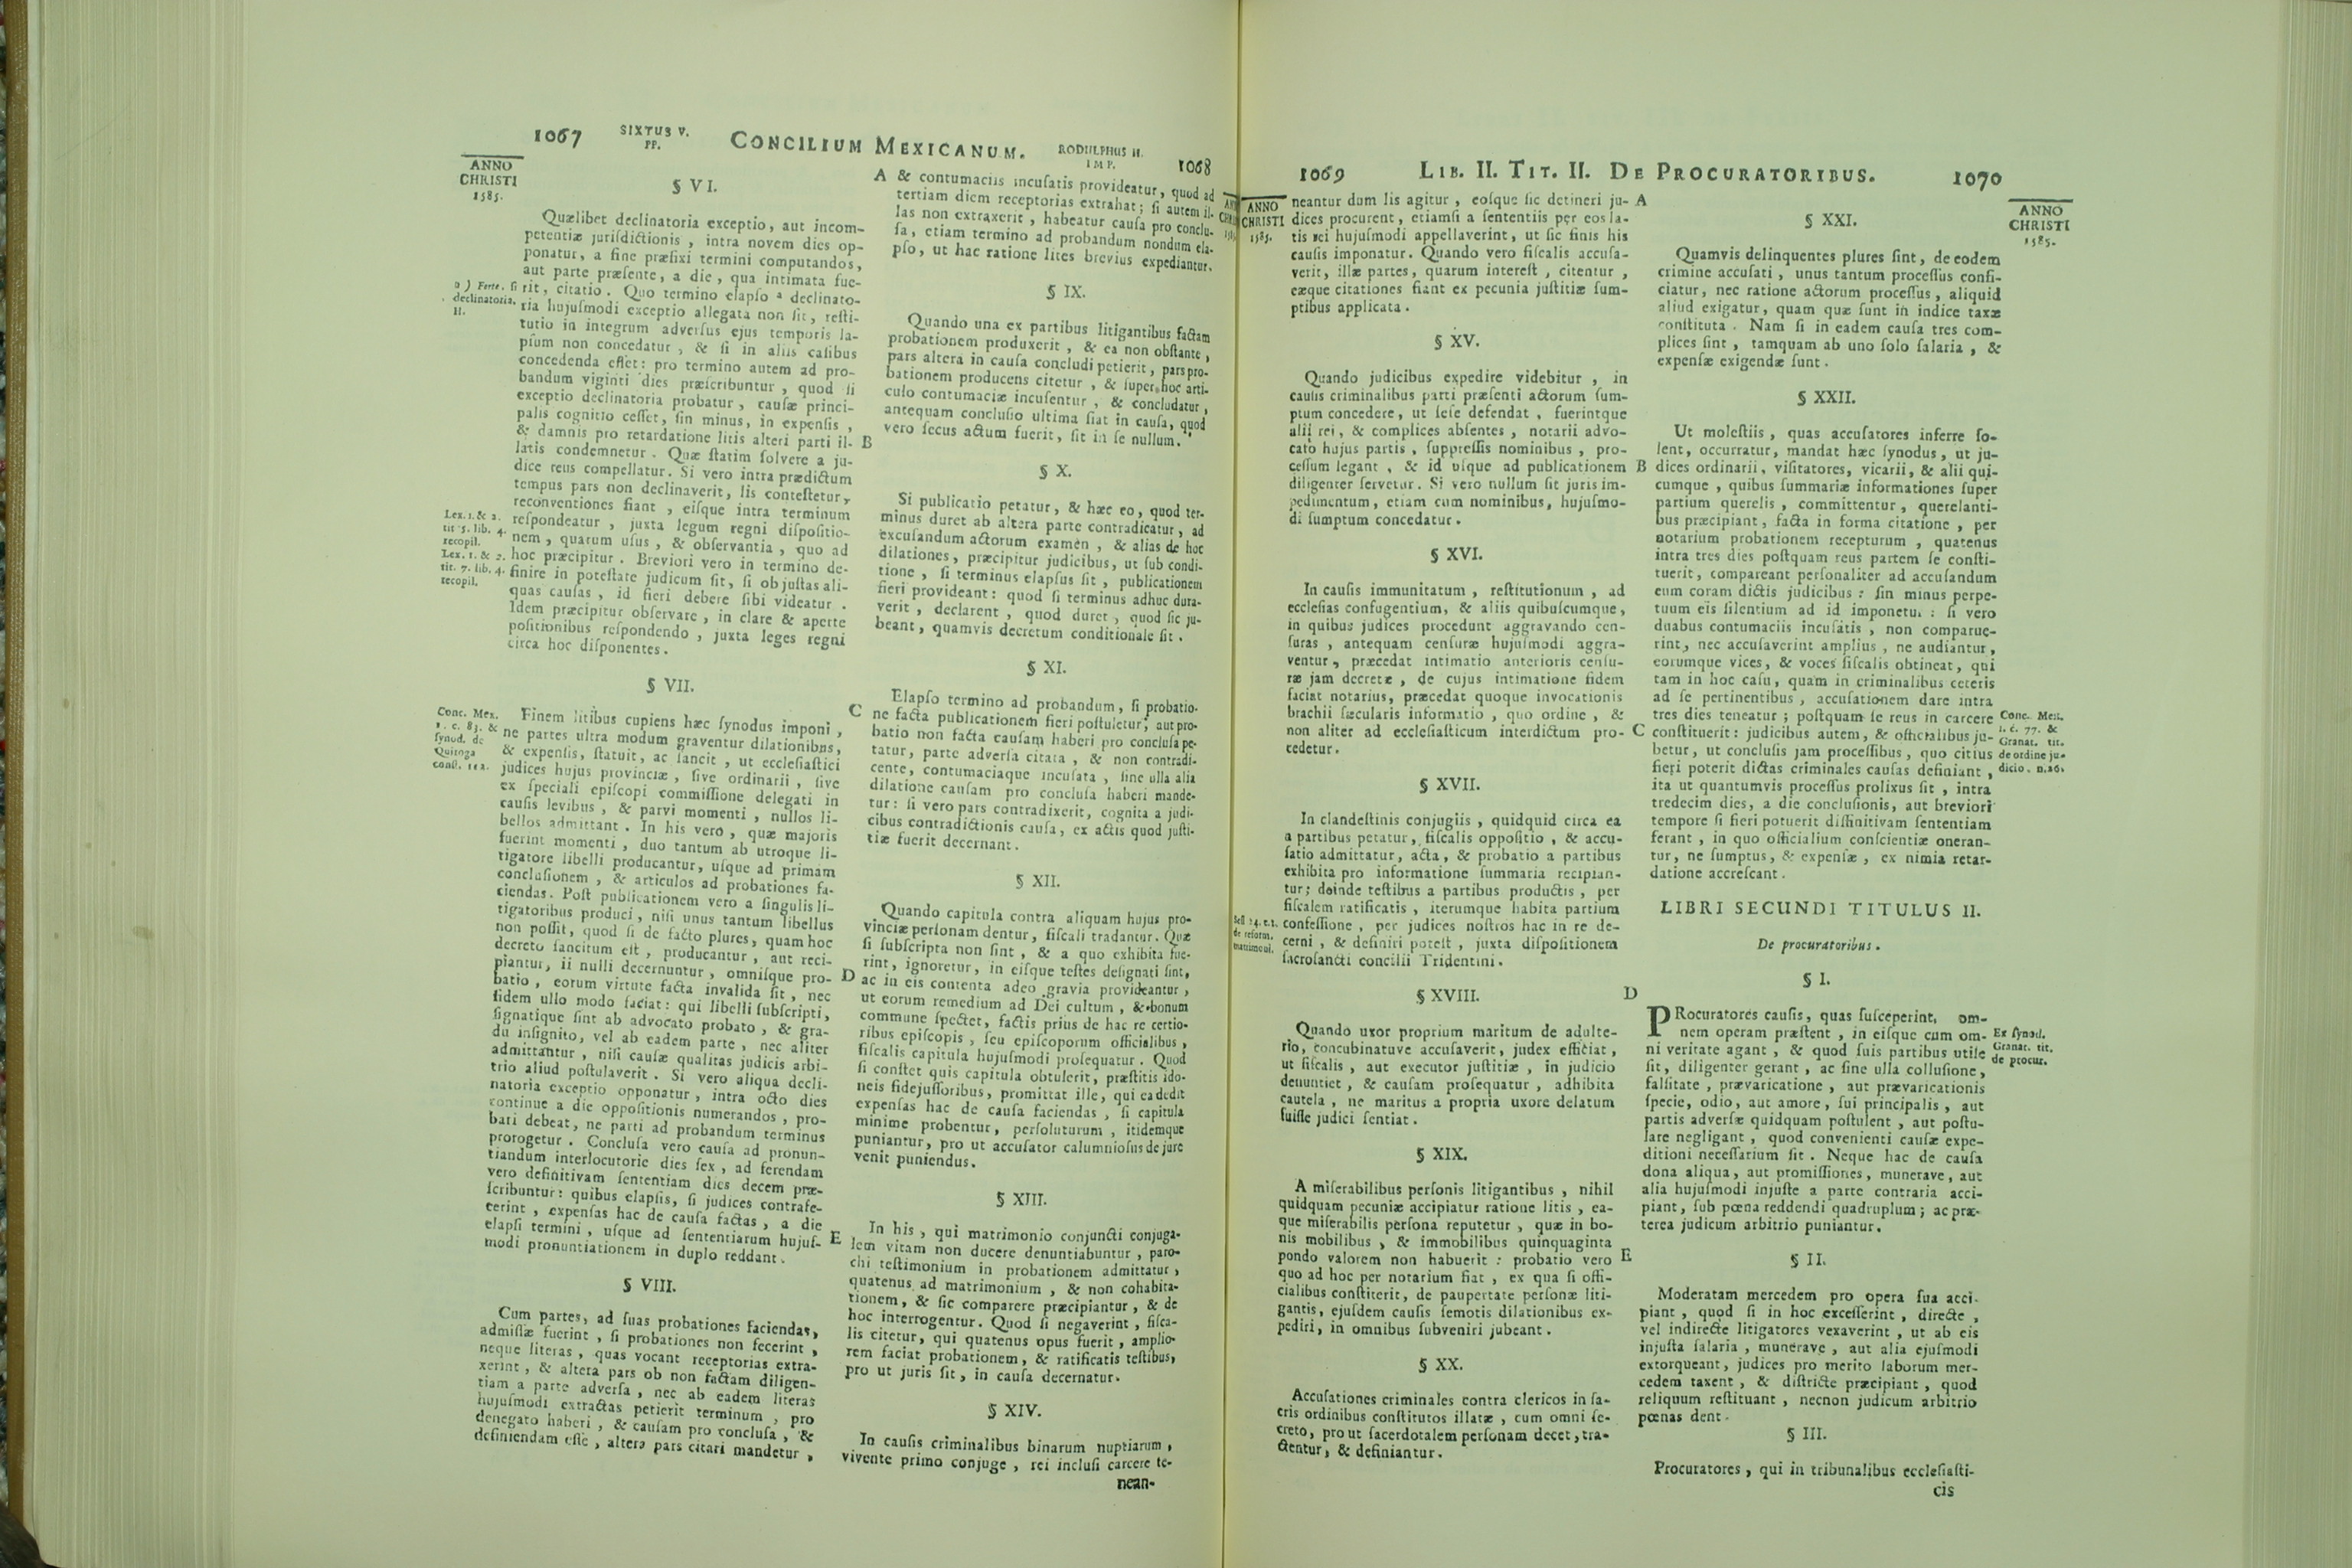 1067 SIXTUS V. PP. CONCILIUM MEXICANUM. RODULPHUS II. IMP. 1068
ANNO
CHRISTI
1585.
§ VI.
Quælibet declinatoria exceptio, aut incom-
petentiæ juriſdictionis, intra novem dies op-
ponatur, a fine præfixi termini computandos,
aut parte præſente, a die, qua intimata fue-
rit, citatio. Quo termino elapſo ª declinato-
ria hujuſmodi exceptio allegata non ſit, reſti-
tutio in integrum adverſus ejus temporis la-
pſum non concedatur, & ſi in aliis caſibus
concedenda eſſet: pro termino autem ad pro-
bandum viginti dies præſcribuntur, quod ſi
exceptio declinatoria probatur, cauſæ princi-
palis cognitio ceſſet, ſin minus, in expenſis,
& damnis pro retardatione litis alteri parti il-
latis condemnetur. Quæ ſtatim ſolvere a ju-
dice reus compellatur. Si vero intra prædictum
tempus pars non declinaverit, lis conteſtetur,
reconventiones fiant, eiſque intra terminum
reſpondeatur, juxta legum regni diſpoſitio-
nem, quarum uſus, & obſervantia, quo ad
hoc præcipitur. Breviori vero in termino de-
finire in poteſtate judicum ſit, ſi ob juſtas ali-
quas cauſas, id fieri debere ſibi videatur.
Idem præcipitur obſervare, in clare & aperte
poſitionibus reſpondendo, juxta leges regni
circa hoc diſponentes.
a) Forte. ſi
declinatoria.
H.
Lex. 1. & 2.
tit 5. lib. 4.
recopil.
Lex. 1. & 2.
tit. 7. lib. 4.
recopil.
§ VII.
Finem litibus cupiens hæc ſynodus imponi,
ne partes ultra modum graventur dilationibus,
& expenſis, ſtatuit, ac ſancit, ut eccleſiaſtici
judices hujus provinciæ, ſive ordinarii, ſive
ex ſpeciali epiſcopi commiſſione delegati in
cauſis levibus, & parvi momenti, nullos li-
bellos admittant. In his vero, quæ majoris
fuerint momenti, duo tantum ab utroque li-
tigatore libelli producantur, uſque ad primam
concluſionem, & articulos ad probationes fa-
ciendas. Poſt publicationem vero a ſingulis li-
tigatoribus produci, niſi unus tantum libellus
non poſſit, quod ſi de facto plures, quam hoc
decreto ſancitum eſt, producantur, aut reci-
piantur, ii nulli decernuntur, omniſque pro-
batio, eorum virtute facta invalida ſit, nec
fidem ullo modo faciat: qui libelli ſubſcripti,
ſignatique ſint ab advocato probato, & gra-
du inſignito, vel ab eadem parte, nec aliter
admittantur, niſi cauſæ qualitas judicis arbi-
trio aliud poſtulaverit. Si vero aliqua decli-
natoria exceptio opponatur, intra octo dies
continue a die oppoſitionis numerandos, pro-
bari debeat, ne parti ad probandum terminus
prorogetur. Concluſa vero cauſa ad pronun-
tiandum interlocutorie dies ſex, ad ferendam
vero definitivam ſententiam dies decem præ-
ſcribuntur: quibus elapſis, ſi judices contrafe-
cerint, expenſas hac de cauſa factas, a die
elapſi termini, uſque ad ſententiarum hujuſ-
modi pronuntiationem in duplo reddant.
Conc. Mex.
1. c. 83. &
ſynod. de
Quiroga
conſt. 112.
§ VIII.
Cum partes, ad ſuas probationes faciendas,
admiſſæ fuerint, ſi probationes non fecerint,
neque literas, quas vocant receptorias extra-
xerint, & altera pars ob non factam diligen-
tiam a parte adverſa, nec ab eadem literas
hujuſmodi extractas petierit terminum, pro
denegato haberi, & cauſam pro concluſa, &
definiendam eſſe, altera pars citari mandetur,
A & contumaciis incuſatis provideatur, quod ad
tertiam diem receptorias extrahat; ſi autem il-
las non extraxerit, habeatur cauſa pro conclu-
ſa, etiam termino ad probandum nondum ela-
pſo, ut hac ratione lites brevius expediantur.
§ IX.
Quando una ex partibus litigantibus factam
probationem produxerit, & ea non obſtante,
pars altera in cauſa concludi petierit, pars pro-
bationem producens citetur, & ſuper hoc arti-
culo contumaciæ incuſentur, & concludatur,
antequam concluſio ultima fiat in cauſa, quod
vero ſecus actum fuerit, ſit in ſe nullum.
B
§ X.
Si publicatio petatur, & hæc eo, quod ter-
minus duret ab altera parte contradicatur, ad
excuſandum actorum examen, & alias de hoc
dilationes, præcipitur judicibus, ut ſub condi-
tione, ſi terminus elapſus ſit, publicationem
fieri provideant: quod ſi terminus adhuc dura-
verit, declarent, quod duret, quod ſic ju-
beant, quamvis decretum conditionale ſit.
§ XI.
Elapſo termino ad probandum, ſi probatio-
C ne facta publicationem fieri poſtuletur; aut pro-
batio non facta cauſam haberi pro concluſa pe-
tatur, parte adverſa citata, & non contradi-
cente, contumaciaque incuſata, ſine ulla alia
dilatione cauſam pro concluſa haberi mande-
tur: ſi vero pars contradixerit, cognita a judi-
cibus contradictionis cauſa, ex actis quod juſti-
tiæ fuerit decernant.
§ XII.
Quando capitula contra aliquam hujus pro-
vinciæ perſonam dentur, fiſcali tradantur. Quæ
ſi ſubſcripta non ſint, & a quo exhibita fue-
rint, ignoretur, in eiſque teſtes deſignati ſint,
D ac in eis contenta adeo gravia provideantur,
ut eorum remedium ad Dei cultum, & bonum
commune ſpectet, factis prius de hac re certio-
ribus epiſcopis, ſeu epiſcoporum officialibus,
fiſcalis capitula hujuſmodi proſequatur. Quod
ſi conſtet quis capitula obtulerit, præſtitis ido-
neis fidejuſſoribus, promittat ille, qui ea dedit
expenſas hac de cauſa faciendas, ſi capitula
minime probentur, perſoluturum, itidemque
puniantur, pro ut accuſator calumnioſus de jure
venit puniendus.
§ XIII.
In his, qui matrimonio conjuncti conjuga-
E lem vitam non ducere denuntiabuntur, paro-
chi teſtimonium in probationem admittatur,
quatenus ad matrimonium, & non cohabita-
tionem, & ſic comparere præcipiantur, & de
hoc interrogentur. Quod ſi negaverint, fiſca-
lis citetur, qui quatenus opus fuerit, amplio-
rem faciat probationem, & ratificatis teſtibus,
pro ut juris ſit, in cauſa decernatur.
§ XIV.
In cauſis criminalibus binarum nuptiarum,
vivente primo conjuge, rei incluſi carcere te-
nean-
1069 LIB. II. TIT. II. DE PROCURATORIBUS. 1070
ANNO
CHRISTI
1585.
neantur dum lis agitur, eoſque ſic detineri ju-
dices procurent, etiamſi a ſententiis per eos la-
tis rei hujuſmodi appellaverint, ut ſic finis his
cauſis imponatur. Quando vero fiſcalis accuſa-
verit, illæ partes, quarum intereſt, citentur,
eæque citationes fiant ex pecunia juſtitiæ ſum-
ptibus applicata.
§ XV.
Quando judicibus expedire videbitur, in
cauſis criminalibus parti præſenti actorum ſum-
ptum concedere, ut ſeſe defendat, fuerintque
alij rei, & complices abſentes, notarii advo-
cato hujus partis, ſuppreſſis nominibus, pro-
ceſſum legant, & id uſque ad publicationem
diligenter ſervetur. Si vero nullum ſit juris im-
pedimentum, etiam cum nominibus, hujuſmo-
di ſumptum concedatur.
§ XVI.
In cauſis immunitatum, reſtitutionum, ad
eccleſias confugentium, & aliis quibuſcumque,
in quibus judices procedunt aggravando cen-
ſuras, antequam cenſuræ hujuſmodi aggra-
ventur, præcedat intimatio anterioris cenſu-
ræ jam decretæ, de cujus intimatione fidem
faciat notarius, præcedat quoque invocationis
brachii ſæcularis informatio, quo ordine, &
non aliter ad eccleſiaſticum interdictum pro-
cedetur.
§ XVII.
In clandeſtinis conjugiis, quidquid circa ea
a partibus petatur, fiſcalis oppoſitio, & accu-
ſatio admittatur, acta, & probatio a partibus
exhibita pro informatione ſummaria recipian-
tur; deinde teſtibus a partibus productis, per
fiſcalem ratificatis, iterumque habita partium
confeſſione, per judices noſtros hac in re de-
cerni, & definiri poteſt, juxta diſpoſitionem
ſacroſancti concilii Tridentini.
Seſſ 24. c. 1.
de reform.
matrimoni.
§ XVIII.
Quando uxor proprium maritum de adulte-
rio, concubinatuve accuſaverit, judex efficiat,
ut fiſcalis, aut executor juſtitiæ, in judicio
denuntiet, & cauſam proſequatur, adhibita
cautela, ne maritus a propria uxore delatum
fuiſſe judici ſentiat.
§ XIX.
A miſerabilibus perſonis litigantibus, nihil
quidquam pecuniæ accipiatur ratione litis, ea-
que miſerabilis perſona reputetur, quæ in bo-
nis mobilibus, & immobilibus quinquaginta
pondo valorem non habuerit: probatio vero
quo ad hoc per notarium fiat, ex qua ſi offi-
cialibus conſtiterit, de paupertate perſonæ liti-
gantis, ejuſdem cauſis ſemotis dilationibus ex-
pediri, in omnibus ſubveniri jubeant.
§ XX.
Accuſationes criminales contra clericos in ſa-
cris ordinibus conſtitutos illatæ, cum omni ſe-
creto, prout ſacerdotalem perſonam decet, tra-
ctentur, & definiantur.
A
§ XXI.
Quamvis delinquentes plures ſint, de eodem
crimine accuſati, unus tantum proceſſus confi-
ciatur, nec ratione actorum proceſſus, aliquid
aliud exigatur, quam quæ ſunt in indice taxæ
conſtituta. Nam ſi in eadem cauſa tres com-
plices ſint, tamquam ab uno ſolo ſalaria, &
expenſæ exigendæ ſunt.
§ XXII.
Ut moleſtiis, quas accuſatores inferre ſo-
lent, occurratur, mandat hæc ſynodus, ut ju-
B dices ordinarii, viſitatores, vicarii, & alii qui-
cumque, quibus ſummariæ informationes ſuper
partium querelis, committentur, querelanti-
bus præcipiant, facta in forma citatione, per
notarium probationem recepturum, quatenus
intra tres dies poſtquam reus partem ſe conſti-
tuerit, compareant perſonaliter ad accuſandum
eum coram dictis judicibus: ſin minus perpe-
tuum eis ſilentium ad id imponetur: ſi vero
duabus contumaciis incuſatis, non comparue-
rint, nec accuſaverint amplius, ne audiantur,
eorumque vices, & voces fiſcalis obtineat, qui
tam in hoc caſu, quam in criminalibus ceteris
ad ſe pertinentibus, accuſationem dare intra
tres dies teneatur; poſtquam ſe reus in carcere
C conſtituerit: judicibus autem, & officialibus ju-
betur, ut concluſis jam proceſſibus, quo citius
fieri poterit dictas criminales cauſas definiant,
ita ut quantumvis proceſſus prolixus ſit, intra
tredecim dies, a die concluſionis, aut breviori
tempore ſi fieri potuerit diffinitivam ſententiam
ferant, in quo officialium conſcientiæ oneran-
tur, ne ſumptus, & expenſæ, ex nimia retar-
datione accreſcant.
ANNO
CHRISTI
1585.
Conc. Mex.
1. c. 77. &
Granat. tit.
de ordine ju-
dicio. n.26.
LIBRI SECUNDI TITULUS II.
De procuratoribus.
§ I.
D
PRocuratores cauſis, quas ſuſceperint, om-
nem operam præſtent, in eiſque cum om-
ni veritate agant, & quod ſuis partibus utile
ſit, diligenter gerant, ac ſine ulla colluſione,
falſitate, prævaricatione, aut prævaricationis
ſpecie, odio, aut amore, ſui principalis, aut
partis adverſæ quidquam poſtulent, aut poſtu-
lare negligant, quod convenienti cauſæ expe-
ditioni neceſſarium ſit. Neque hac de cauſa
dona aliqua, aut promiſſiones, munerave, aut
alia hujuſmodi injuſte a parte contraria acci-
piant, ſub pœna reddendi quadruplum; ac præ-
terea judicum arbitrio puniantur.
Ex ſynod.
Granat. tit.
de procur.
E
§ II.
Moderatam mercedem pro opera ſua acci-
piant, quod ſi in hoc exceſſerint, directe,
vel indirecte litigatores vexaverint, ut ab eis
injuſta ſalaria, munerave, aut alia ejuſmodi
extorqueant, judices pro merito laborum mer-
cedem taxent, & diſtricte præcipiant, quod
reliquum reſtituant, necnon judicum arbitrio
pœnas dent.
§ III.
Procuratores, qui in tribunalibus eccleſiaſti-
cis